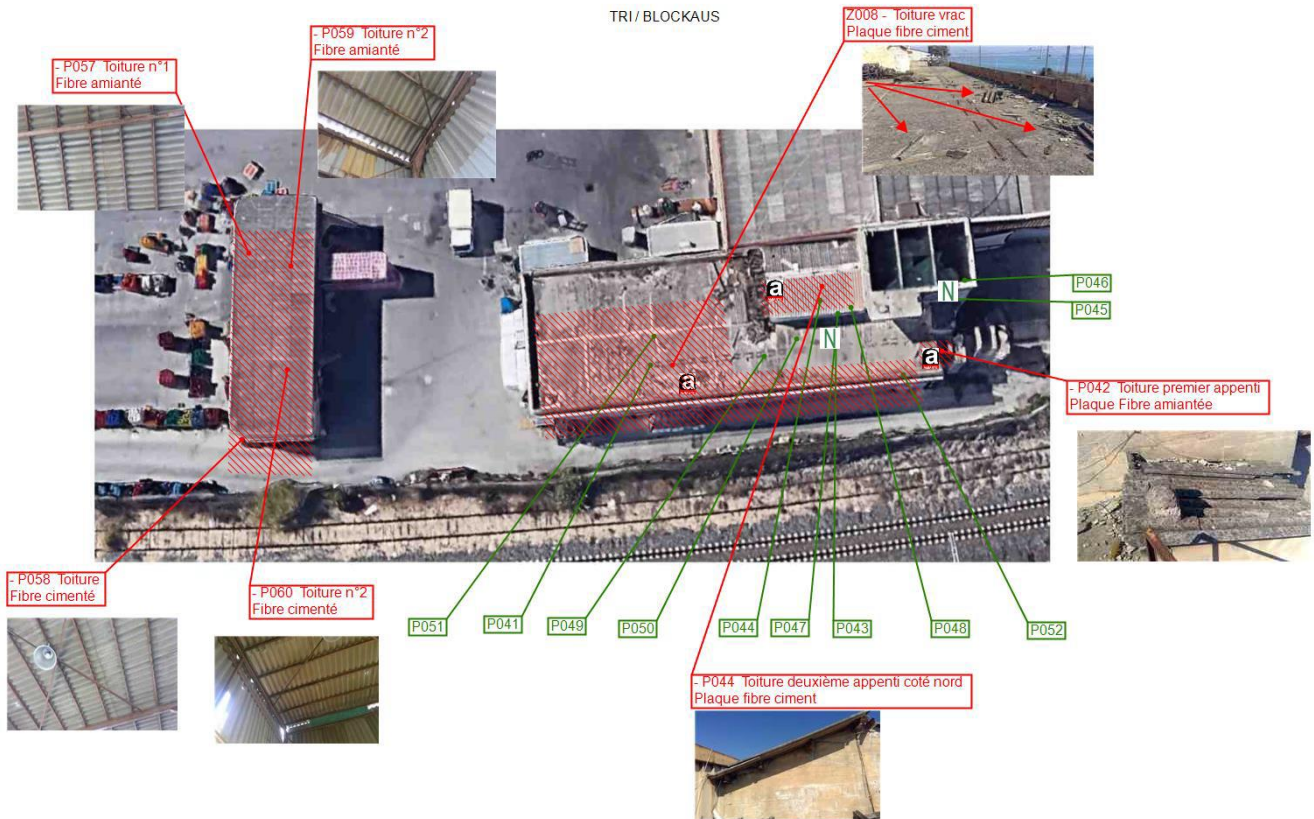 TRI / BLOCKAUS
Z008 - Toiture vrac
Plaque fibre ciment
- P059 Toiture n°2
Fibre amianté
- P057 Toiture n°1
Fibre amianté
a
N
P046
P045
N
a
a
- P042 Toiture premier appenti
Plaque Fibre amiantée
- P058 Toiture
Fibre cimenté
- P060 Toiture n°2
Fibre cimenté
P051
P041
P049
P050
P044
P047
P043
P048
P052
- P044 Toiture deuxième appenti coté nord
Plaque fibre ciment